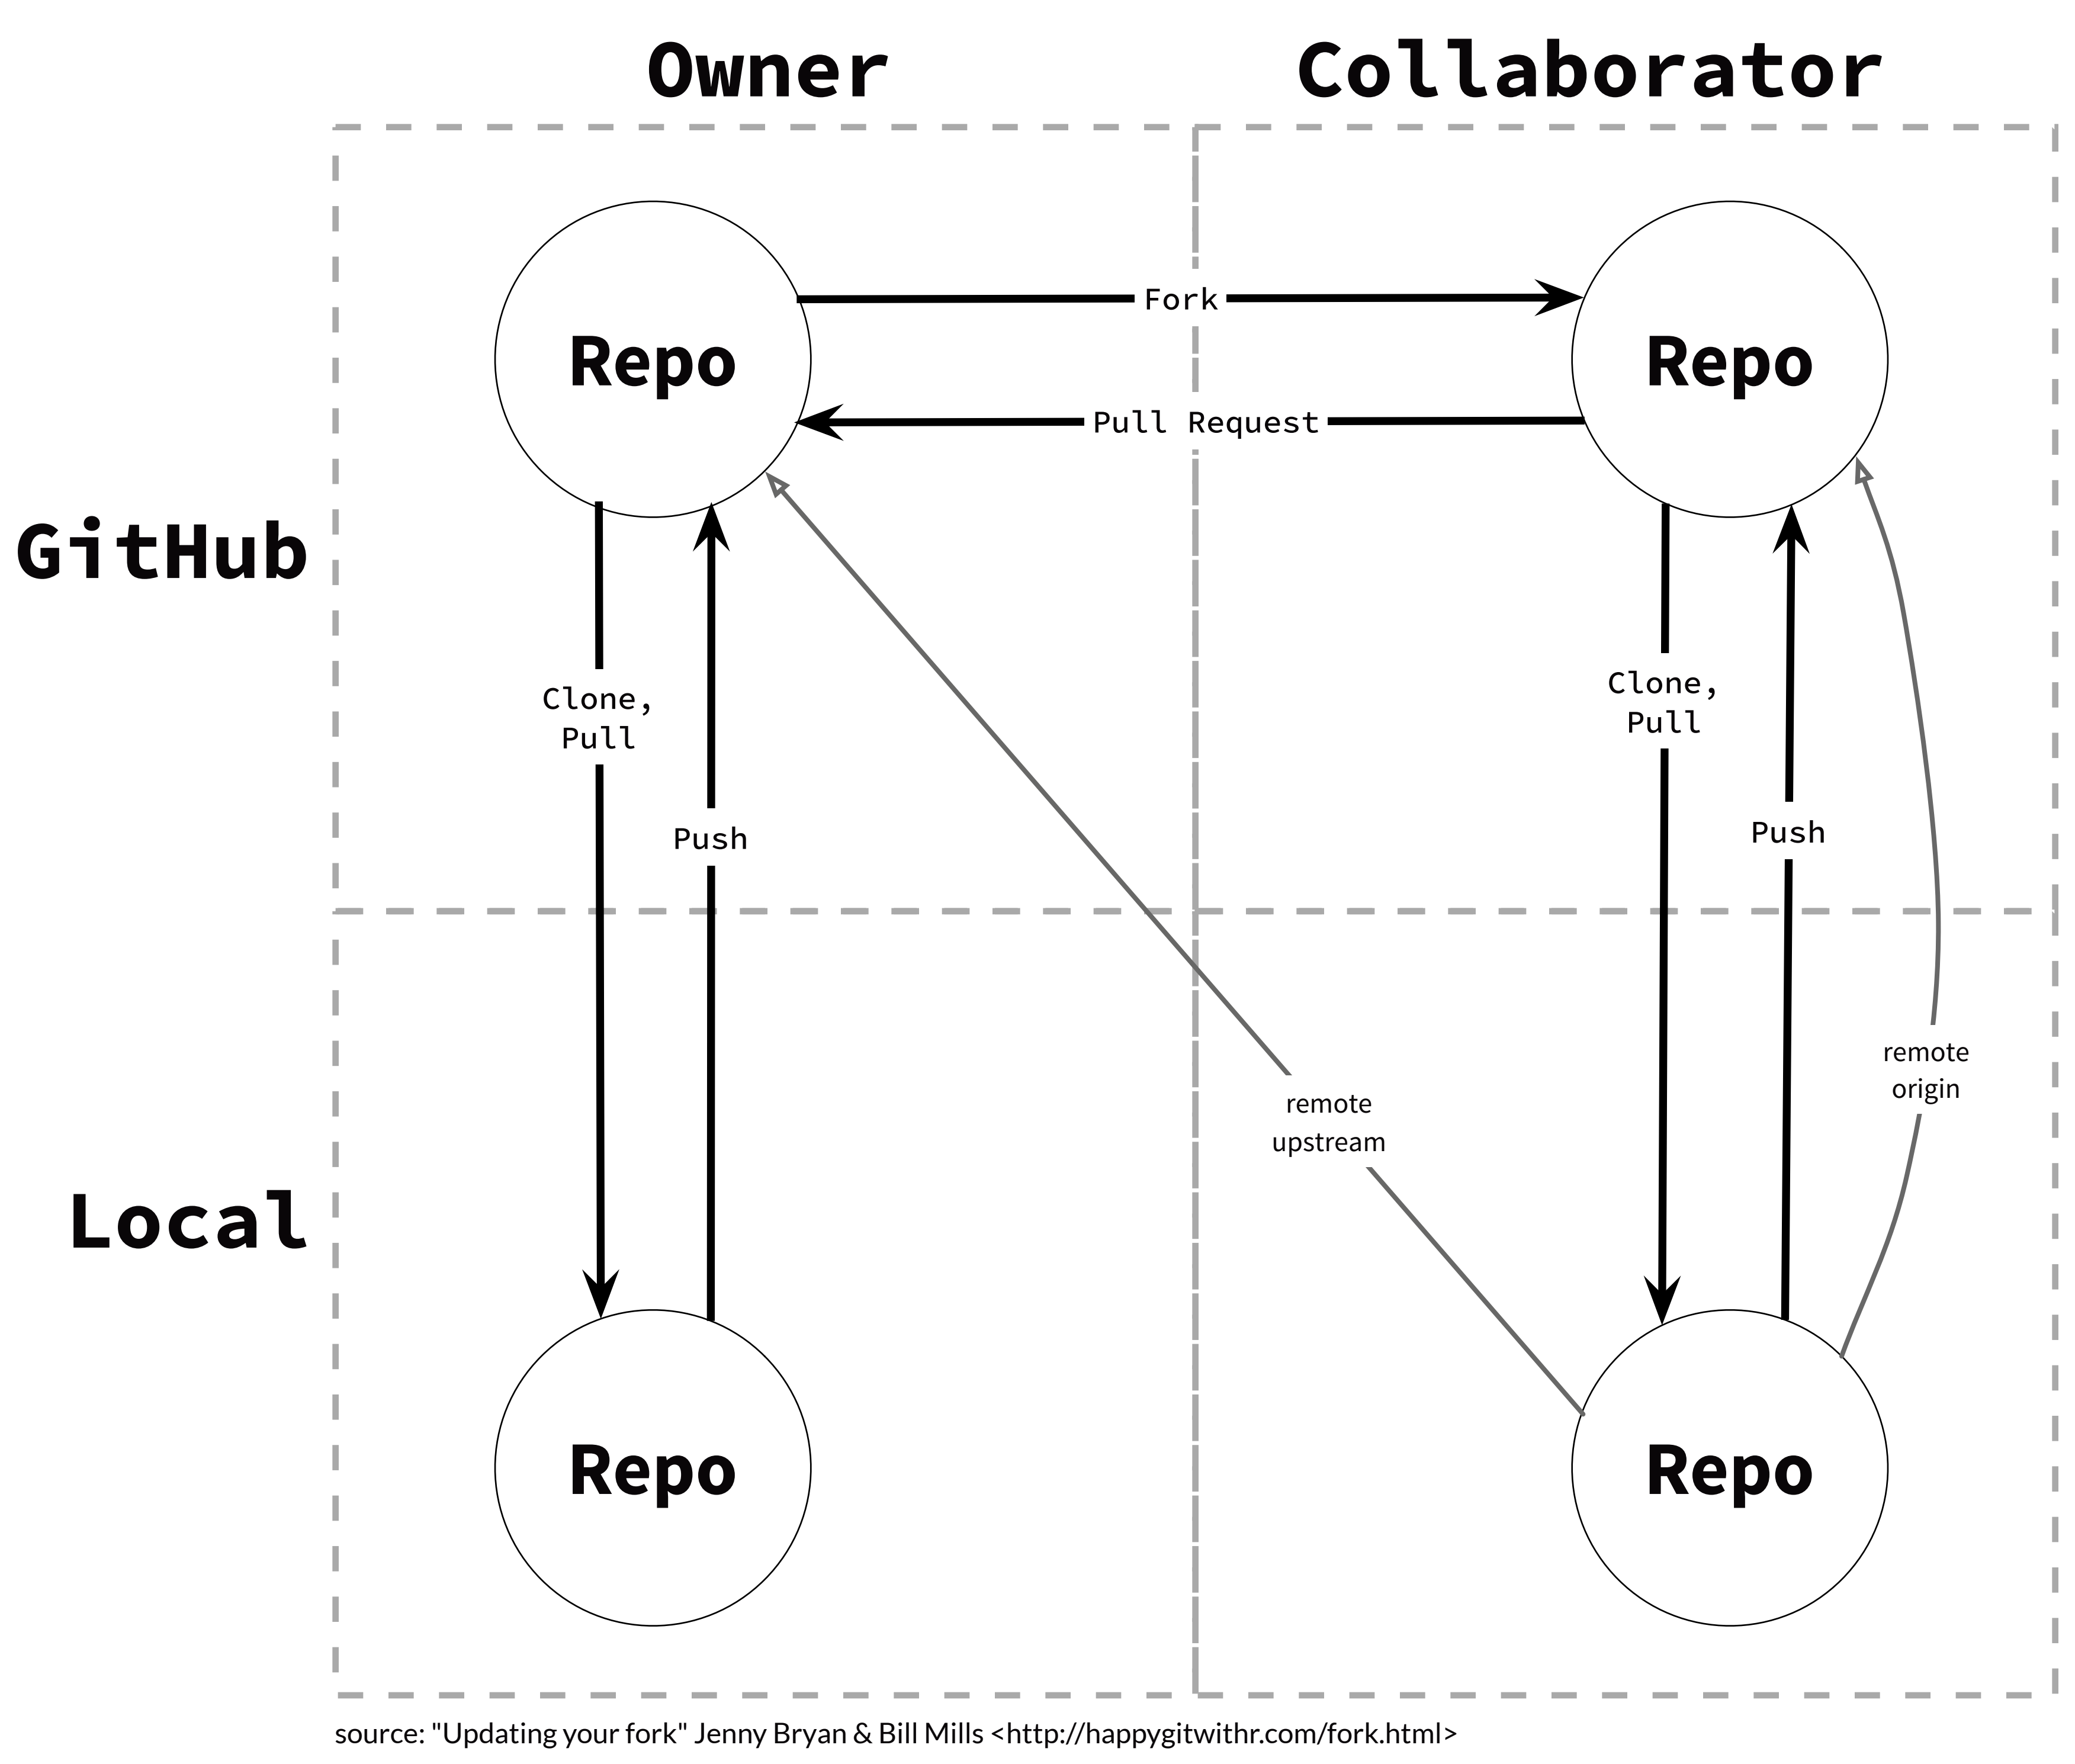 Owner
Collaborator
Repo
Fork
Repo
Pull Request
GitHub
Clone,
Pull
Push
Clone,
Pull
Push
remote
origin
remote
upstream
Local
Repo
Repo
source: "Updating your fork" Jenny Bryan & Bill Mills <http://happygitwithr.com/fork.html>